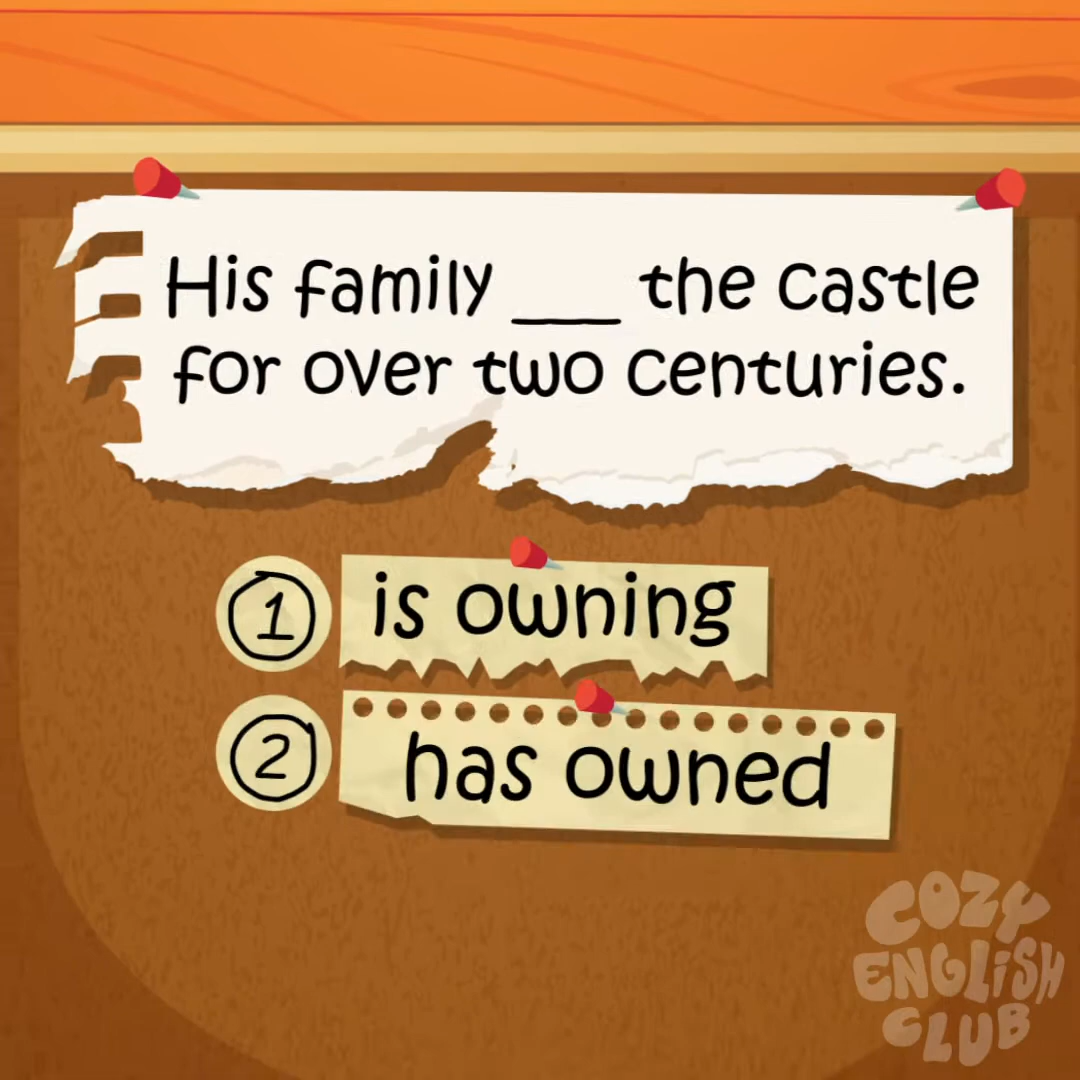 His family ___ the castle
for over two centuries.
1 is owning
2 has owned
COZY
ENGLISH
CLUB